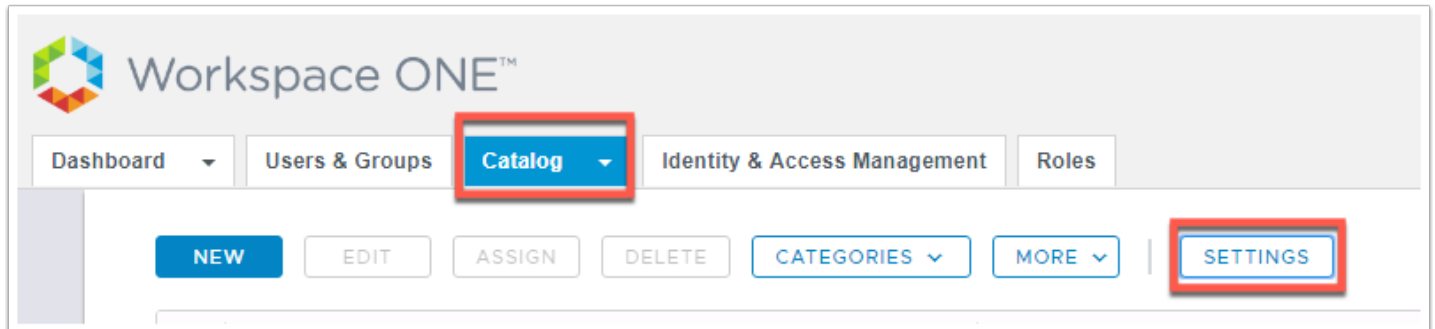 Workspace ONE™
Dashboard Users & Groups Catalog Identity & Access Management Roles
NEW EDIT ASSIGN DELETE CATEGORIES MORE SETTINGS